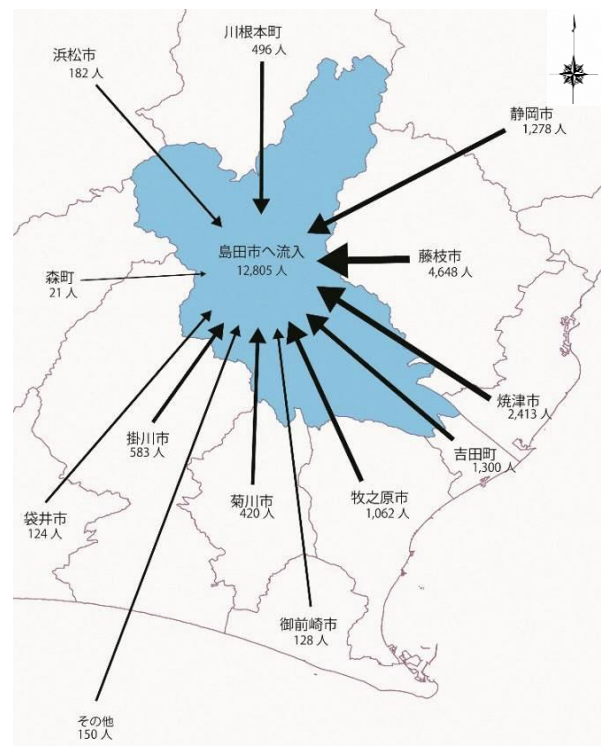 川根本町
496 人
浜松市
182 人
静岡市
1,278 人
島田市へ流入
12,805 人
藤枝市
4,648 人
森町
21 人
焼津市
2,413 人
掛川市
583 人
吉田町
1,300 人
菊川市
420 人
牧之原市
1,062 人
袋井市
124 人
御前崎市
128 人
その他
150 人